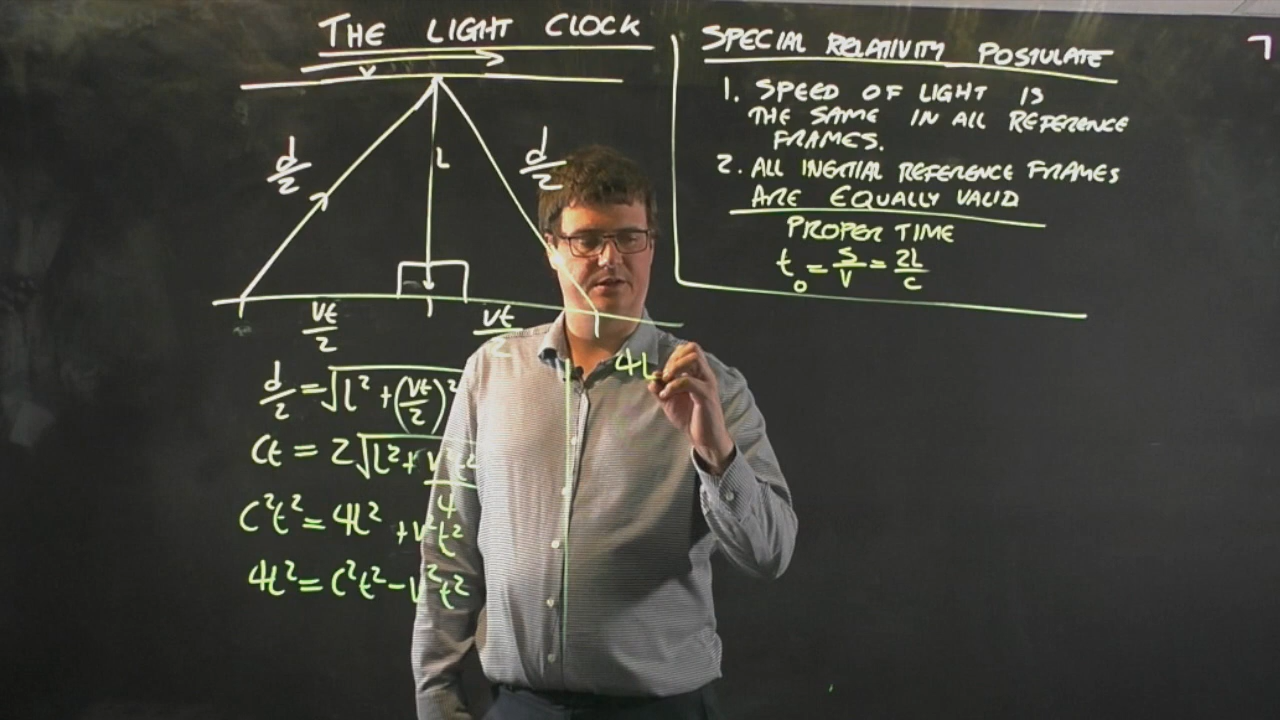 THE LIGHT CLOCK
v
d/2
L
d/2
vt/2
vt/2
d/2 = √L² + (vt/2)²
ct = 2√L² + v²t²/4
c²t² = 4L² + v²t²
4L² = c²t² - v²t²
4L
SPECIAL RELATIVITY POSTULATE
1. SPEED OF LIGHT IS
THE SAME IN ALL REFERENCE
FRAMES.
2. ALL INERTIAL REFERENCE FRAMES
ARE EQUALLY VALID
PROPER TIME
t₀ = s/v = 2L/c